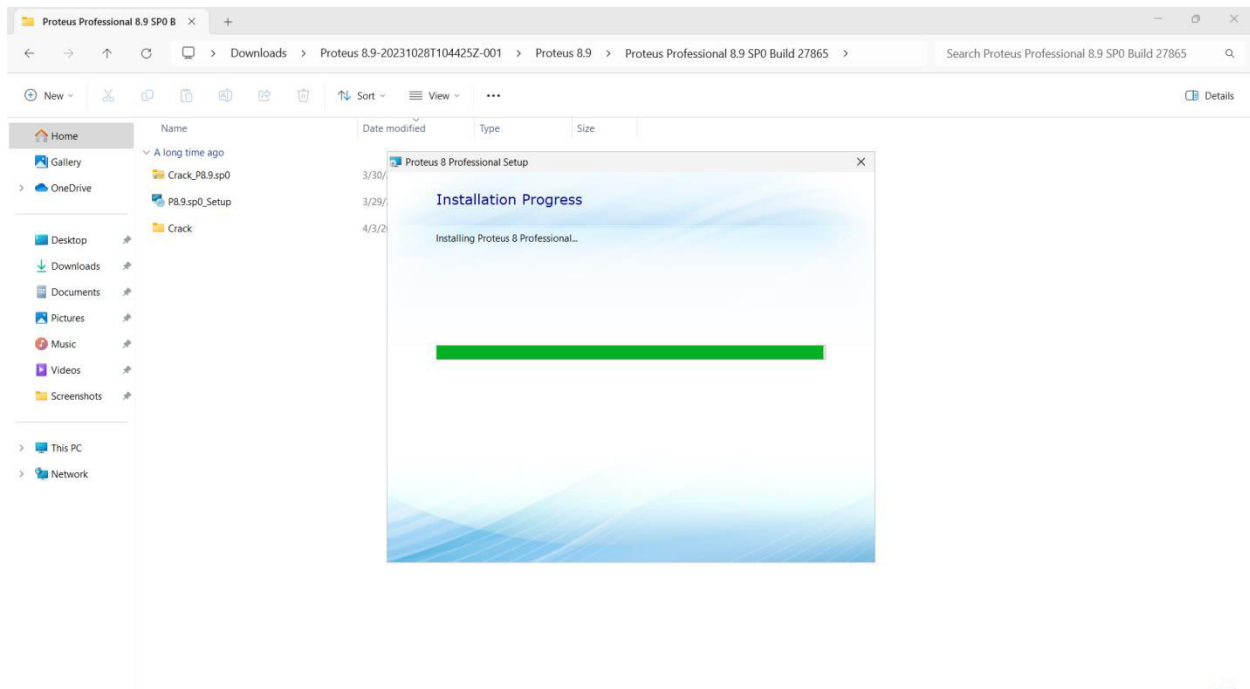 Proteus Professional 8.9 SP0 B
Downloads > Proteus 8.9-20231028T104425Z-001 > Proteus 8.9 > Proteus Professional 8.9 SP0 Build 27865 >
Search Proteus Professional 8.9 SP0 Build 27865
New
Sort
View
Details
Name
Date modified
Type
Size
Home
Gallery
OneDrive
Desktop
Downloads
Documents
Pictures
Music
Videos
Screenshots
This PC
Network
A long time ago
Crack_P8.9.sp0
3/30/
P8.9.sp0_Setup
3/29/
Crack
4/3/2
Proteus 8 Professional Setup
Installation Progress
Installing Proteus 8 Professional...